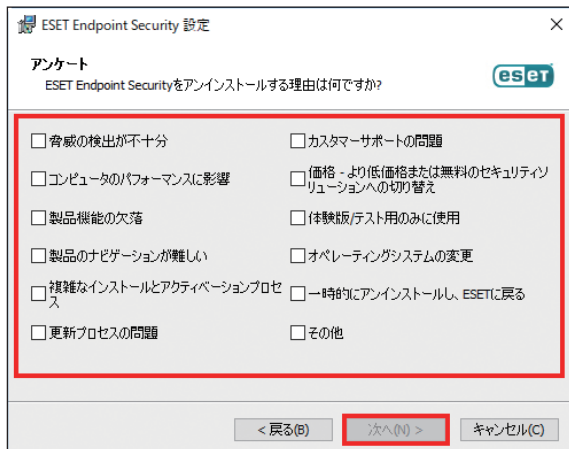 ESET Endpoint Security 設定
アンケート
ESET Endpoint Securityをアンインストールする理由は何ですか?
eset
脅威の検出が不十分
カスタマーサポートの問題
コンピュータのパフォーマンスに影響
価格 - より低価格または無料のセキュリティソ
リューションへの切り替え
製品機能の欠落
体験版/テスト用のみに使用
製品のナビゲーションが難しい
オペレーティングシステムの変更
複雑なインストールとアクティベーションプロセ
ス
一時的にアンインストールし、ESETに戻る
更新プロセスの問題
その他
< 戻る(B)
次へ(N) >
キャンセル(C)